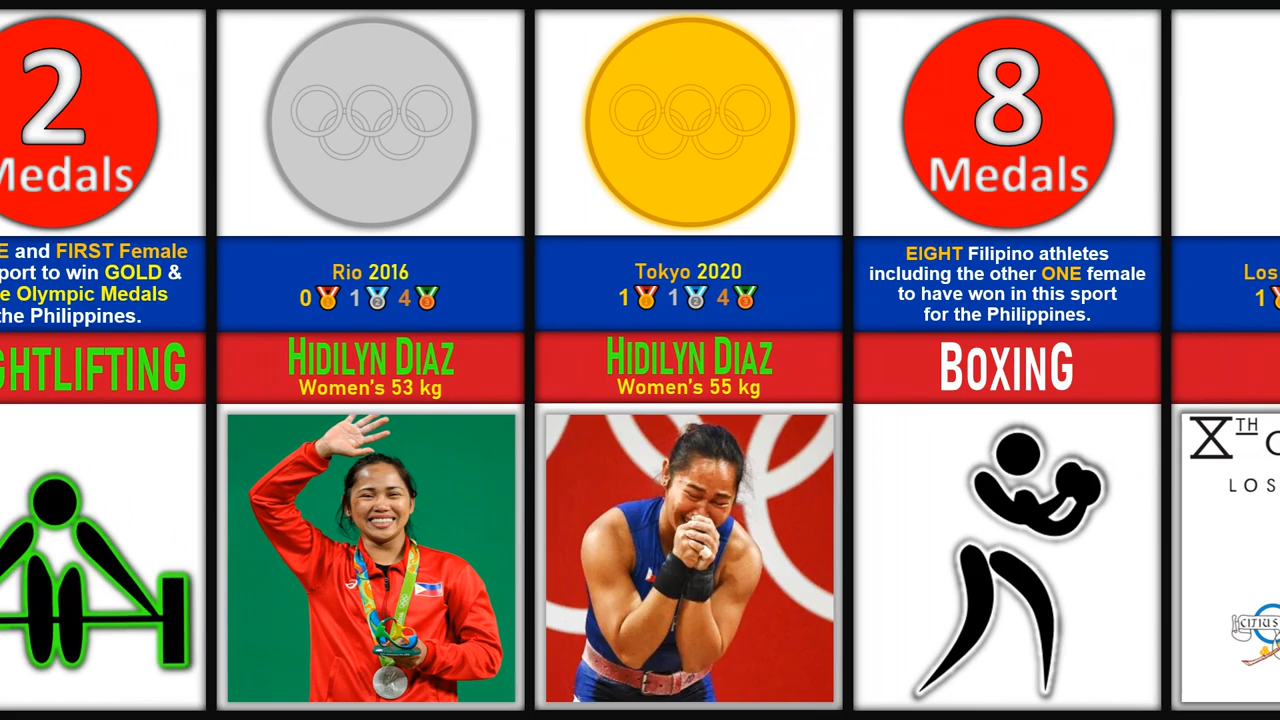 2
Medals
E and FIRST Female
port to win GOLD &
e Olympic Medals
the Philippines.
GHTLIFTING
Rio 2016
0 1 4
HIDILYN DIAZ
Women's 53 kg
Tokyo 2020
1 1 4
HIDILYN DIAZ
Women's 55 kg
8
Medals
EIGHT Filipino athletes
including the other ONE female
to have won in this sport
for the Philippines.
BOXING
Los
1
XTH
LOS
CITIUS